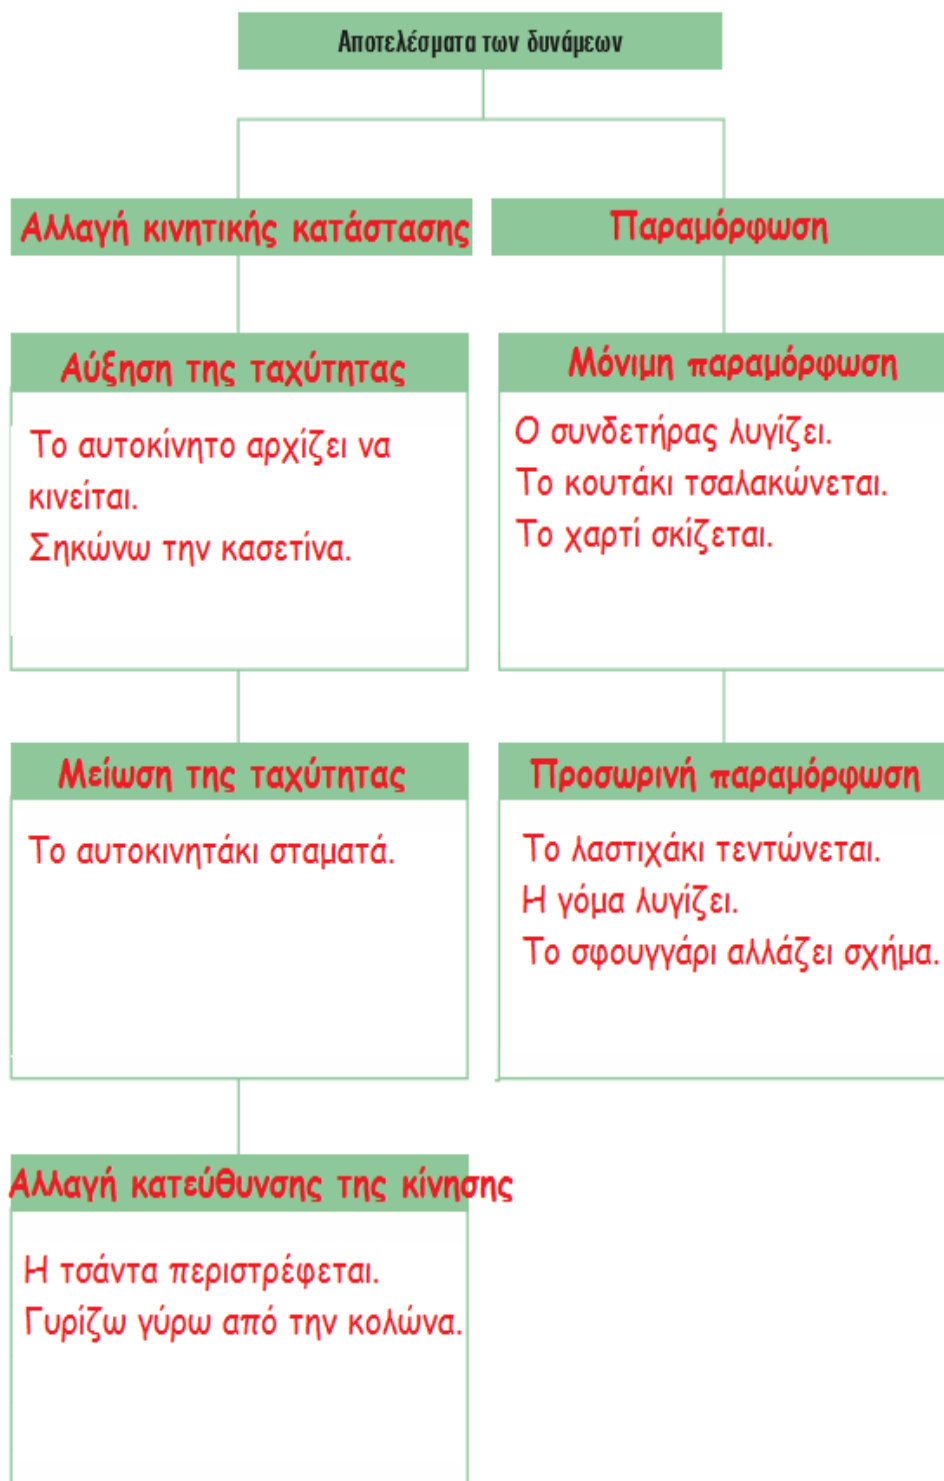 Αποτελέσματα των δυνάμεων
Αλλαγή κινητικής κατάστασης
Παραμόρφωση
Αύξηση της ταχύτητας
Το αυτοκίνητο αρχίζει να
κινείται.
Σηκώνω την κασετίνα.
Μόνιμη παραμόρφωση
Ο συνδετήρας λυγίζει.
Το κουτάκι τσαλακώνεται.
Το χαρτί σκίζεται.
Μείωση της ταχύτητας
Το αυτοκινητάκι σταματά.
Προσωρινή παραμόρφωση
Το λαστιχάκι τεντώνεται.
Η γόμα λυγίζει.
Το σφουγγάρι αλλάζει σχήμα.
Αλλαγή κατεύθυνσης της κίνησης
Η τσάντα περιστρέφεται.
Γυρίζω γύρω από την κολώνα.